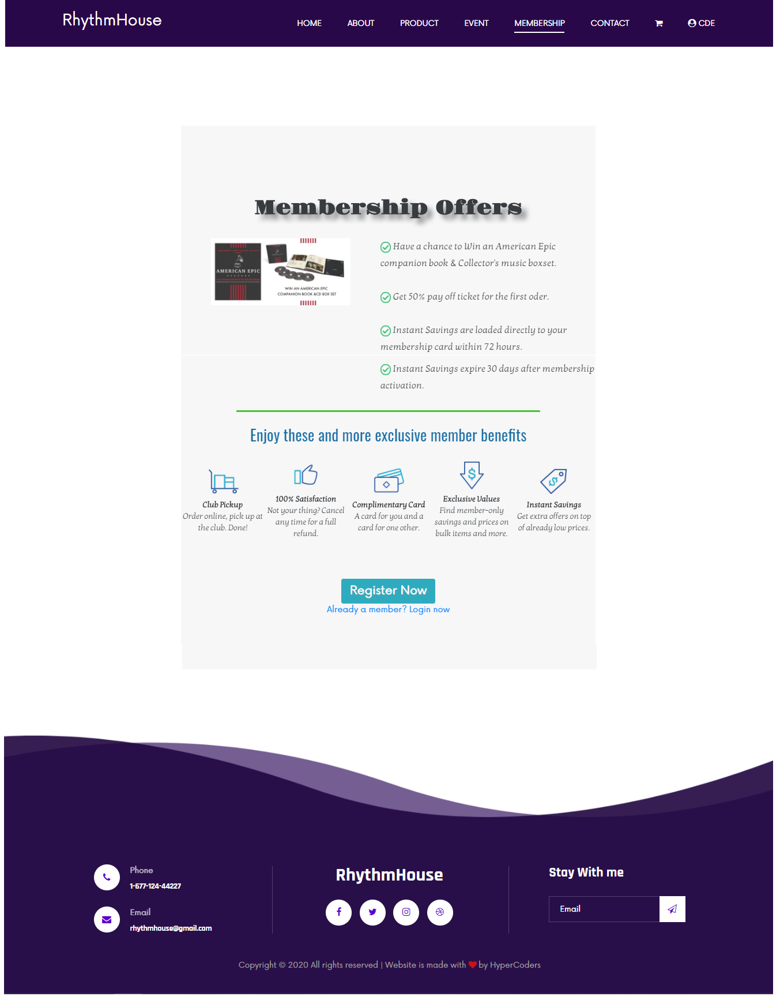 RhythmHouse
HOME ABOUT PRODUCT EVENT MEMBERSHIP CONTACT CDE
Membership Offers
AMERICAN EPIC
WIN AN AMERICAN EPIC
COMPANION BOOK &CD BOX SET
Have a chance to Win an American Epic
companion book & Collector's music boxset.
Get 50% pay off ticket for the first oder.
Instant Savings are loaded directly to your
membership card within 72 hours.
Instant Savings expire 30 days after membership
activation.
Enjoy these and more exclusive member benefits
Club Pickup
Order online, pick up at
the club. Done!
100% Satisfaction
Not your thing? Cancel
any time for a full
refund.
Complimentary Card
A card for you and a
card for one other.
$
Exclusive Values
Find member-only
savings and prices on
bulk items and more.
$
Instant Savings
Get extra offers on top
of already low prices.
Register Now
Already a member? Login now
Phone
1-677-124-44227
Email
rhythmhouse@gmail.com
RhythmHouse
Stay With me
Email
Copyright © 2020 All rights reserved | Website is made with by HyperCoders